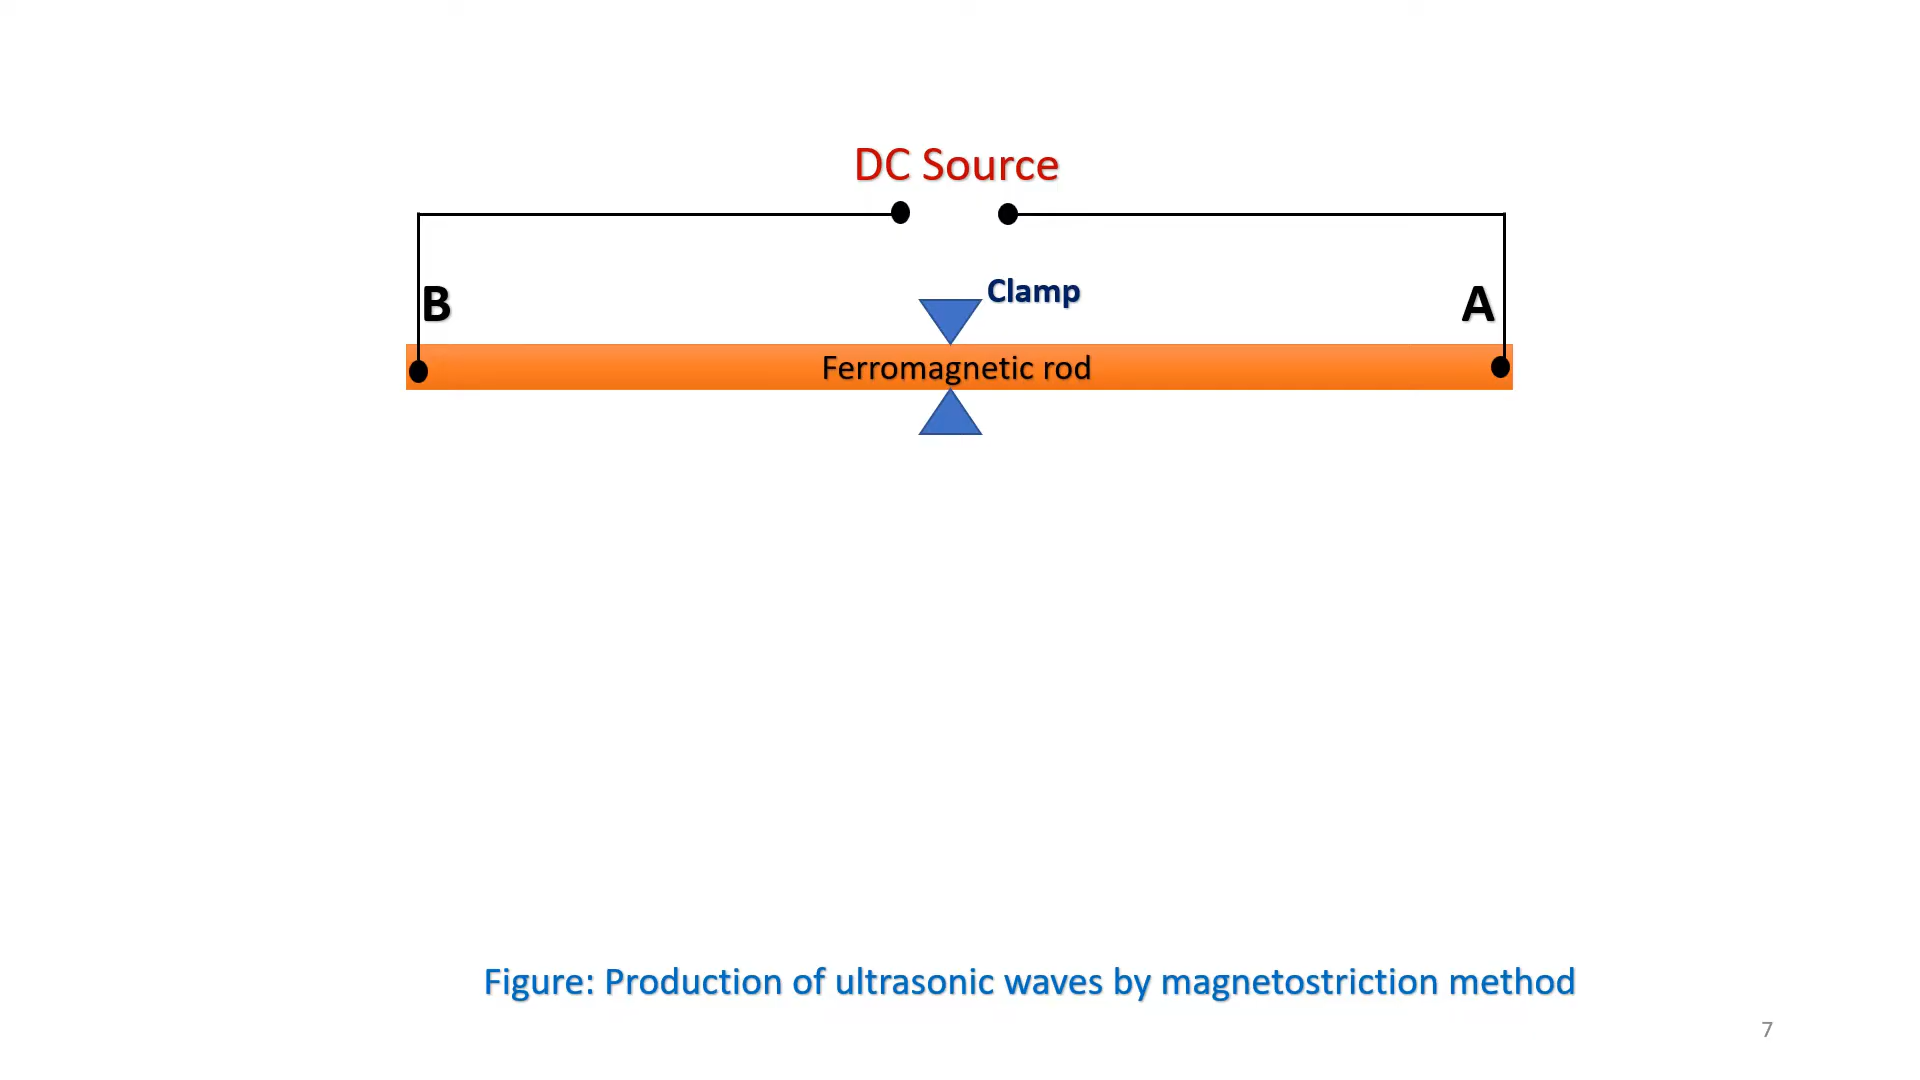 DC Source
Clamp
B
A
Ferromagnetic rod
Figure: Production of ultrasonic waves by magnetostriction method
7